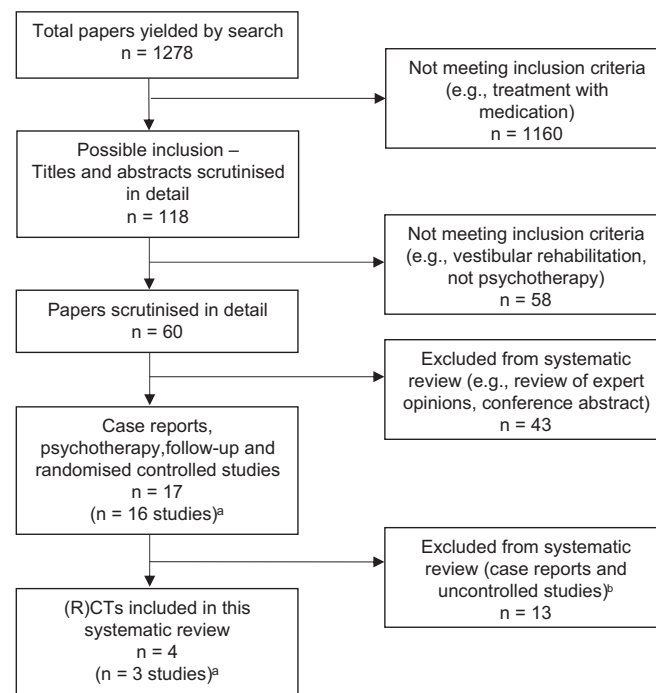 Total papers yielded by search
n = 1278
Not meeting inclusion criteria
(e.g., treatment with
medication)
n = 1160
Possible inclusion –
Titles and abstracts scrutinised
in detail
n = 118
Not meeting inclusion criteria
(e.g., vestibular rehabilitation,
not psychotherapy)
n = 58
Papers scrutinised in detail
n = 60
Excluded from systematic
review (e.g., review of expert
opinions, conference abstract)
n = 43
Case reports,
psychotherapy,follow-up and
randomised controlled studies
n = 17
(n = 16 studies)ᵃ
Excluded from systematic
review (case reports and
uncontrolled studies)ᵇ
n = 13
(R)CTs included in this
systematic review
n = 4
(n = 3 studies)ᵃ